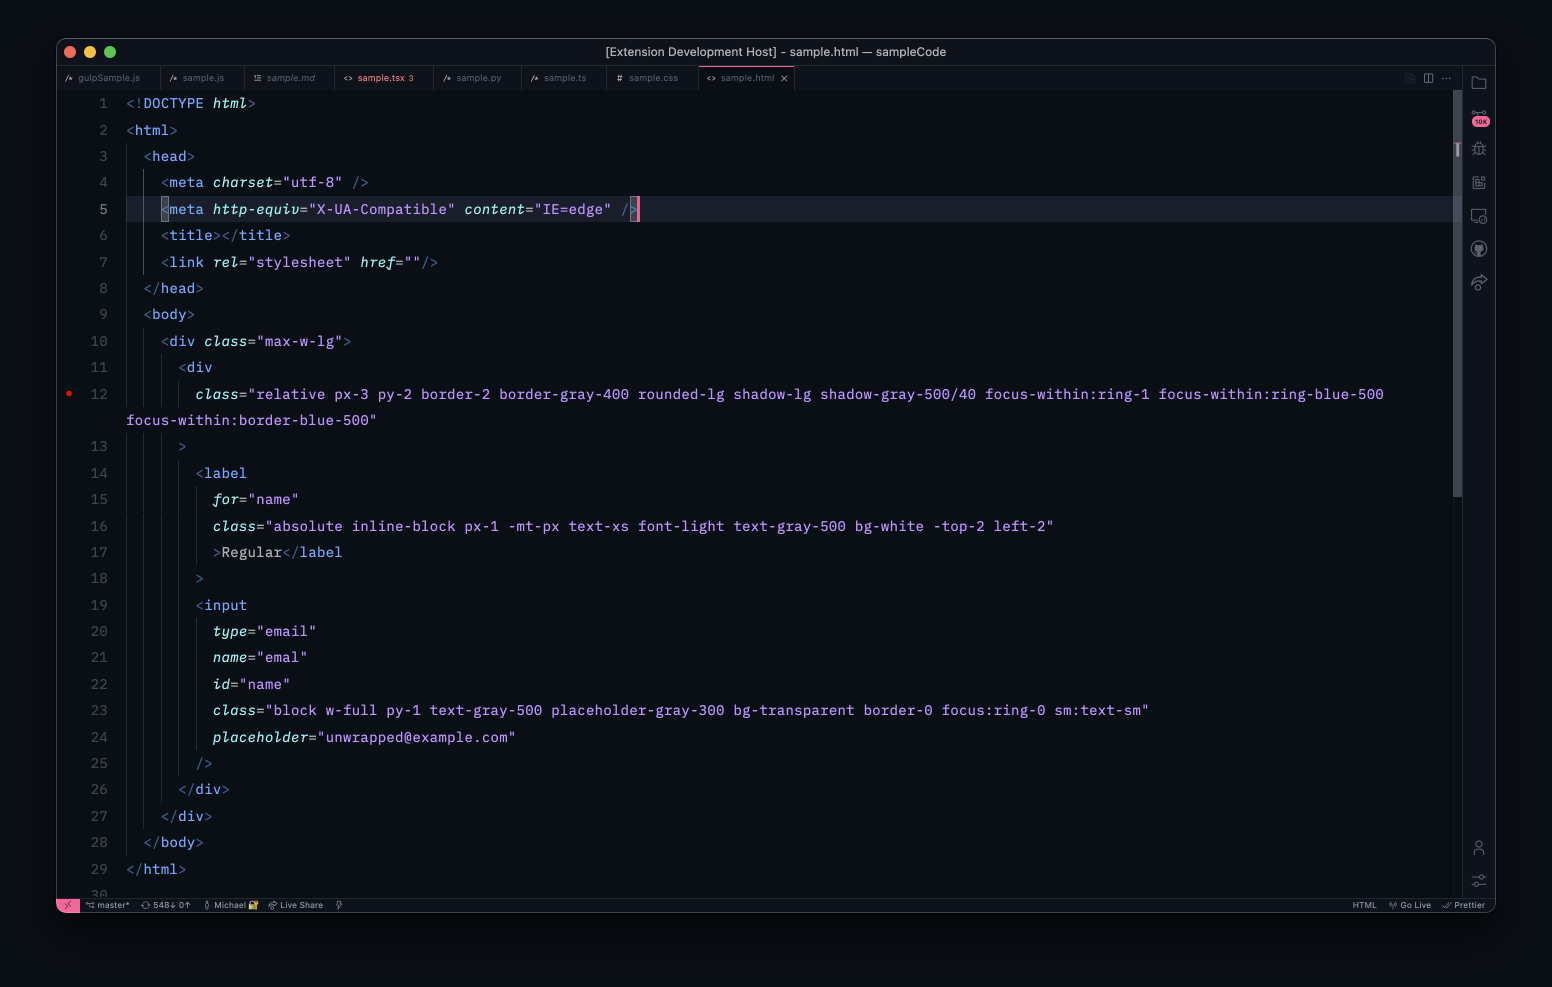 [Extension Development Host] - sample.html — sampleCode
gulpSample.js sample.js sample.md sample.tsx 3 sample.py sample.ts # sample.css sample.html
1 <!DOCTYPE html>
2 <html>
3 <head>
4 <meta charset="utf-8" />
5 <meta http-equiv="X-UA-Compatible" content="IE=edge" />
6 <title></title>
7 <link rel="stylesheet" href=""/>
8 </head>
9 <body>
10 <div class="max-w-lg">
11 <div
12 class="relative px-3 py-2 border-2 border-gray-400 rounded-lg shadow-lg shadow-gray-500/40 focus-within:ring-1 focus-within:ring-blue-500
focus-within:border-blue-500"
13 >
14 <label
15 for="name"
16 class="absolute inline-block px-1 -mt-px text-xs font-light text-gray-500 bg-white -top-2 left-2"
17 >Regular</label
18 >
19 <input
20 type="email"
21 name="emal"
22 id="name"
23 class="block w-full py-1 text-gray-500 placeholder-gray-300 bg-transparent border-0 focus:ring-0 sm:text-sm"
24 placeholder="unwrapped@example.com"
25 />
26 </div>
27 </div>
28 </body>
29 </html>
30
10K
master* 548↓ 0↑ Michael Live Share HTML Go Live Prettier